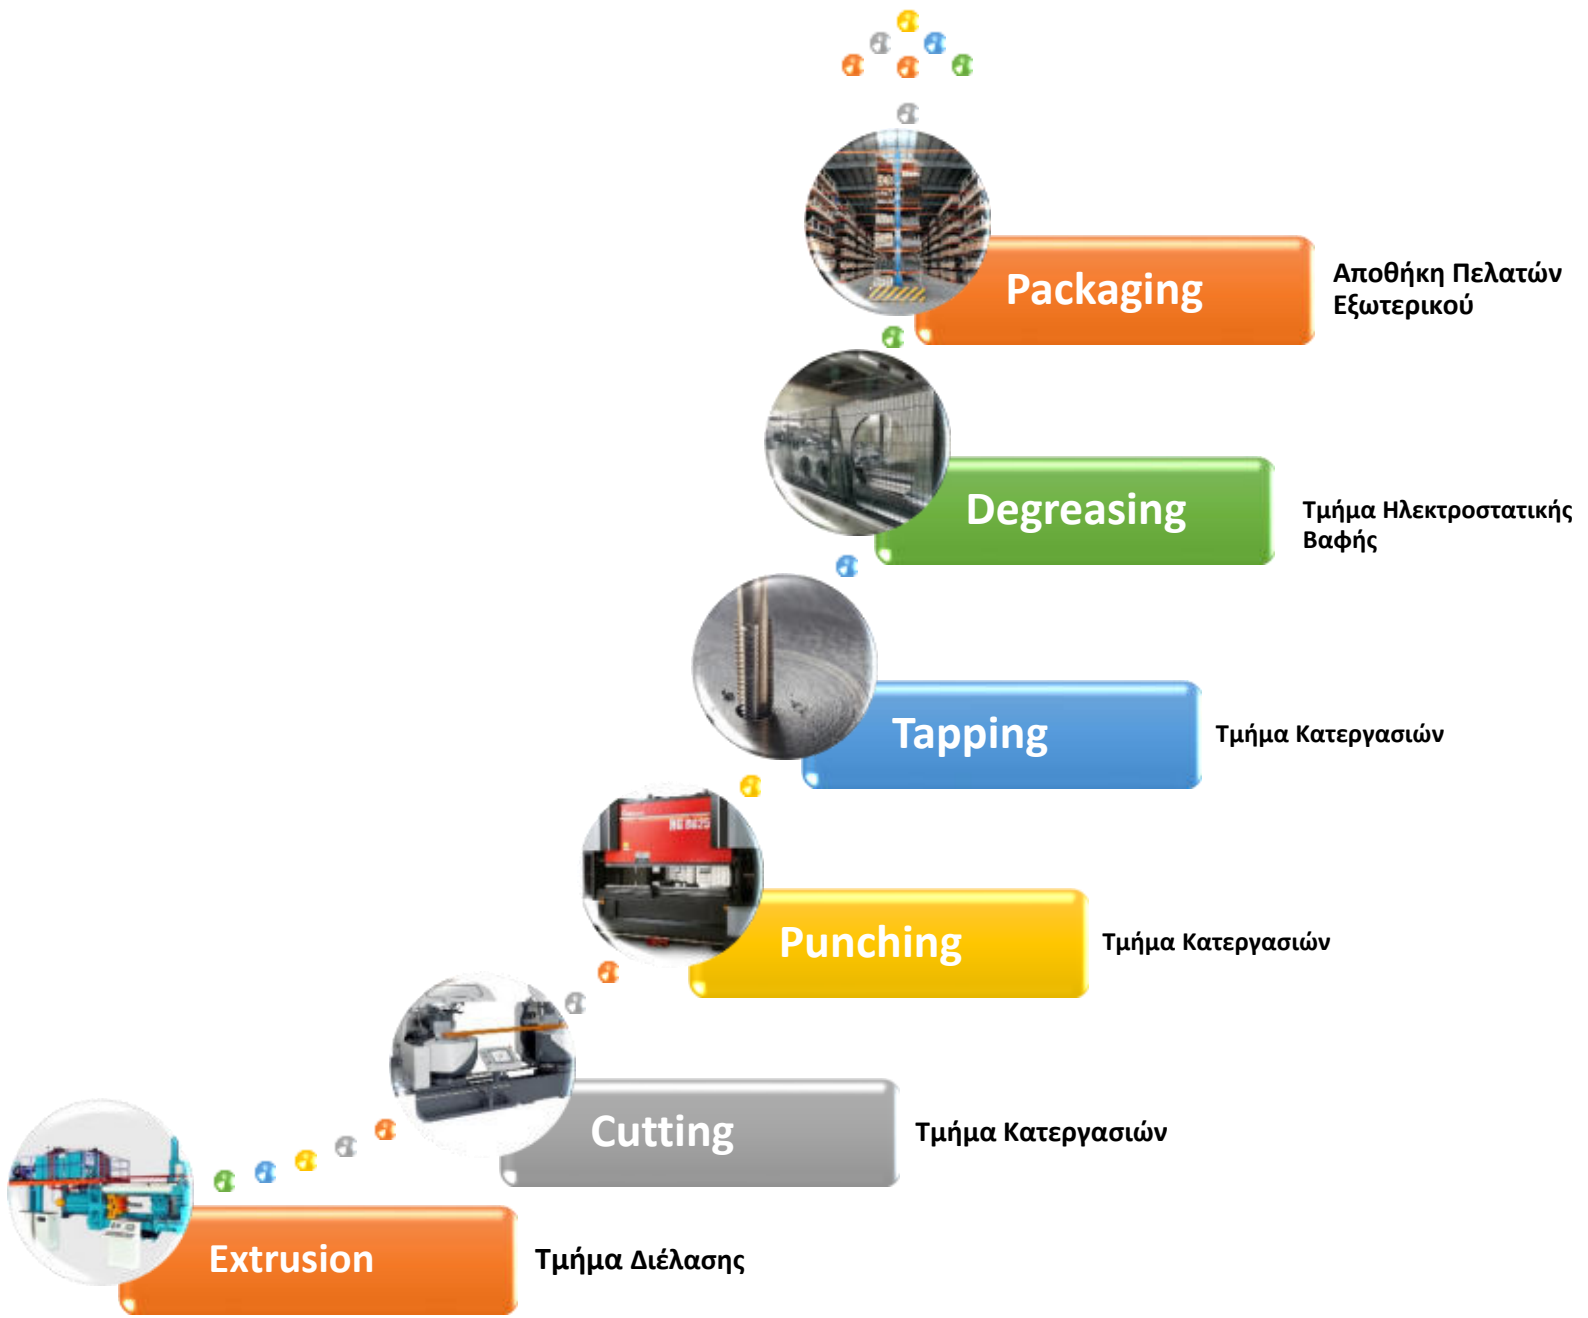 Packaging
Αποθήκη Πελατών
Εξωτερικού
Degreasing
Τμήμα Ηλεκτροστατικής
Βαφής
Tapping
Τμήμα Κατεργασιών
Punching
Τμήμα Κατεργασιών
Cutting
Τμήμα Κατεργασιών
Extrusion
Τμήμα Διέλασης